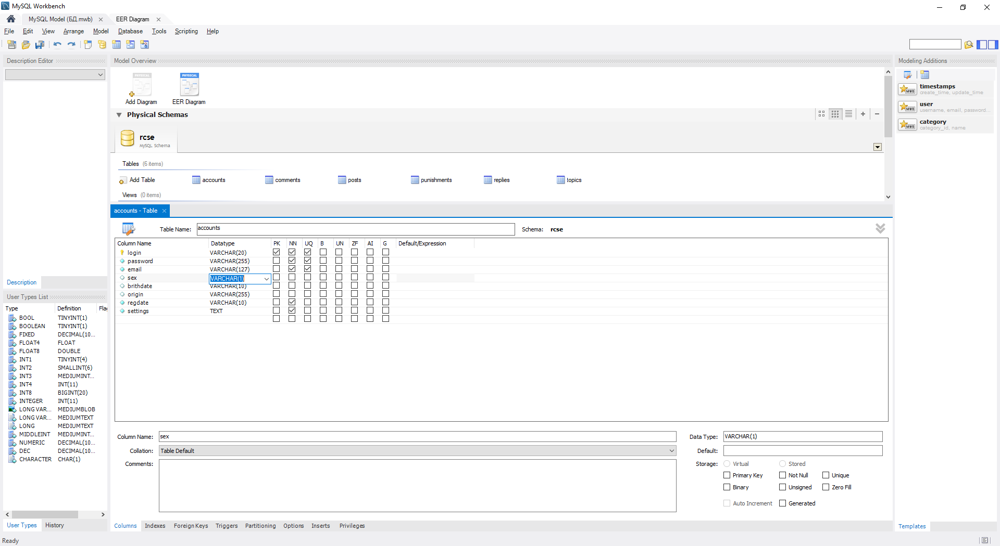 MySQL Workbench
MySQL Model (БД.mwb)
EER Diagram
File Edit View Arrange Model Database Tools Scripting Help
Description Editor
Model Overview
Modeling Additions
PHYSICAL
PHYSICAL
Add Diagram
EER Diagram
Physical Schemas
rcse
MySQL Schema
Tables (6 items)
Add Table accounts comments posts punishments replies topics
Views (0 items)
MWB timestamps
create_time, update_time
MWB user
username, email, password...
MWB category
category_id, name
accounts - Table
Table Name: accounts Schema: rcse
Column Name Datatype PK NN UQ B UN ZF AI G Default/Expression
login VARCHAR(20)
password VARCHAR(255)
email VARCHAR(127)
sex VARCHAR(1)
brithdate VARCHAR(10)
origin VARCHAR(255)
regdate VARCHAR(10)
settings TEXT
Description
User Types List
Type Definition Flag
BOOL TINYINT(1)
BOOLEAN TINYINT(1)
FIXED DECIMAL(10...
FLOAT4 FLOAT
FLOAT8 DOUBLE
INT1 TINYINT(4)
INT2 SMALLINT(6)
INT3 MEDIUMINT...
INT4 INT(11)
INT8 BIGINT(20)
INTEGER INT(11)
LONG VAR... MEDIUMBLOB
LONG VAR... MEDIUMTEXT
LONG MEDIUMTEXT
MIDDLEINT MEDIUMINT...
NUMERIC DECIMAL(10...
DEC DECIMAL(10...
CHARACTER CHAR(1)
User Types History
Column Name: sex
Collation: Table Default
Comments:
Data Type: VARCHAR(1)
Default:
Storage: Virtual Stored
Primary Key Not Null Unique
Binary Unsigned Zero Fill
Auto Increment Generated
Columns Indexes Foreign Keys Triggers Partitioning Options Inserts Privileges
Templates
Ready